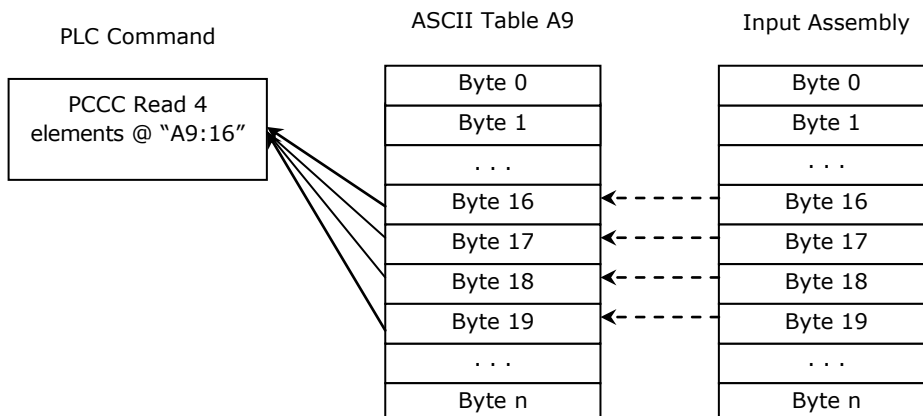 PLC Command
PCCC Read 4
elements @ “A9:16”
ASCII Table A9
Byte 0
Byte 1
. . .
Byte 16
Byte 17
Byte 18
Byte 19
. . .
Byte n
Input Assembly
Byte 0
Byte 1
. . .
Byte 16
Byte 17
Byte 18
Byte 19
. . .
Byte n